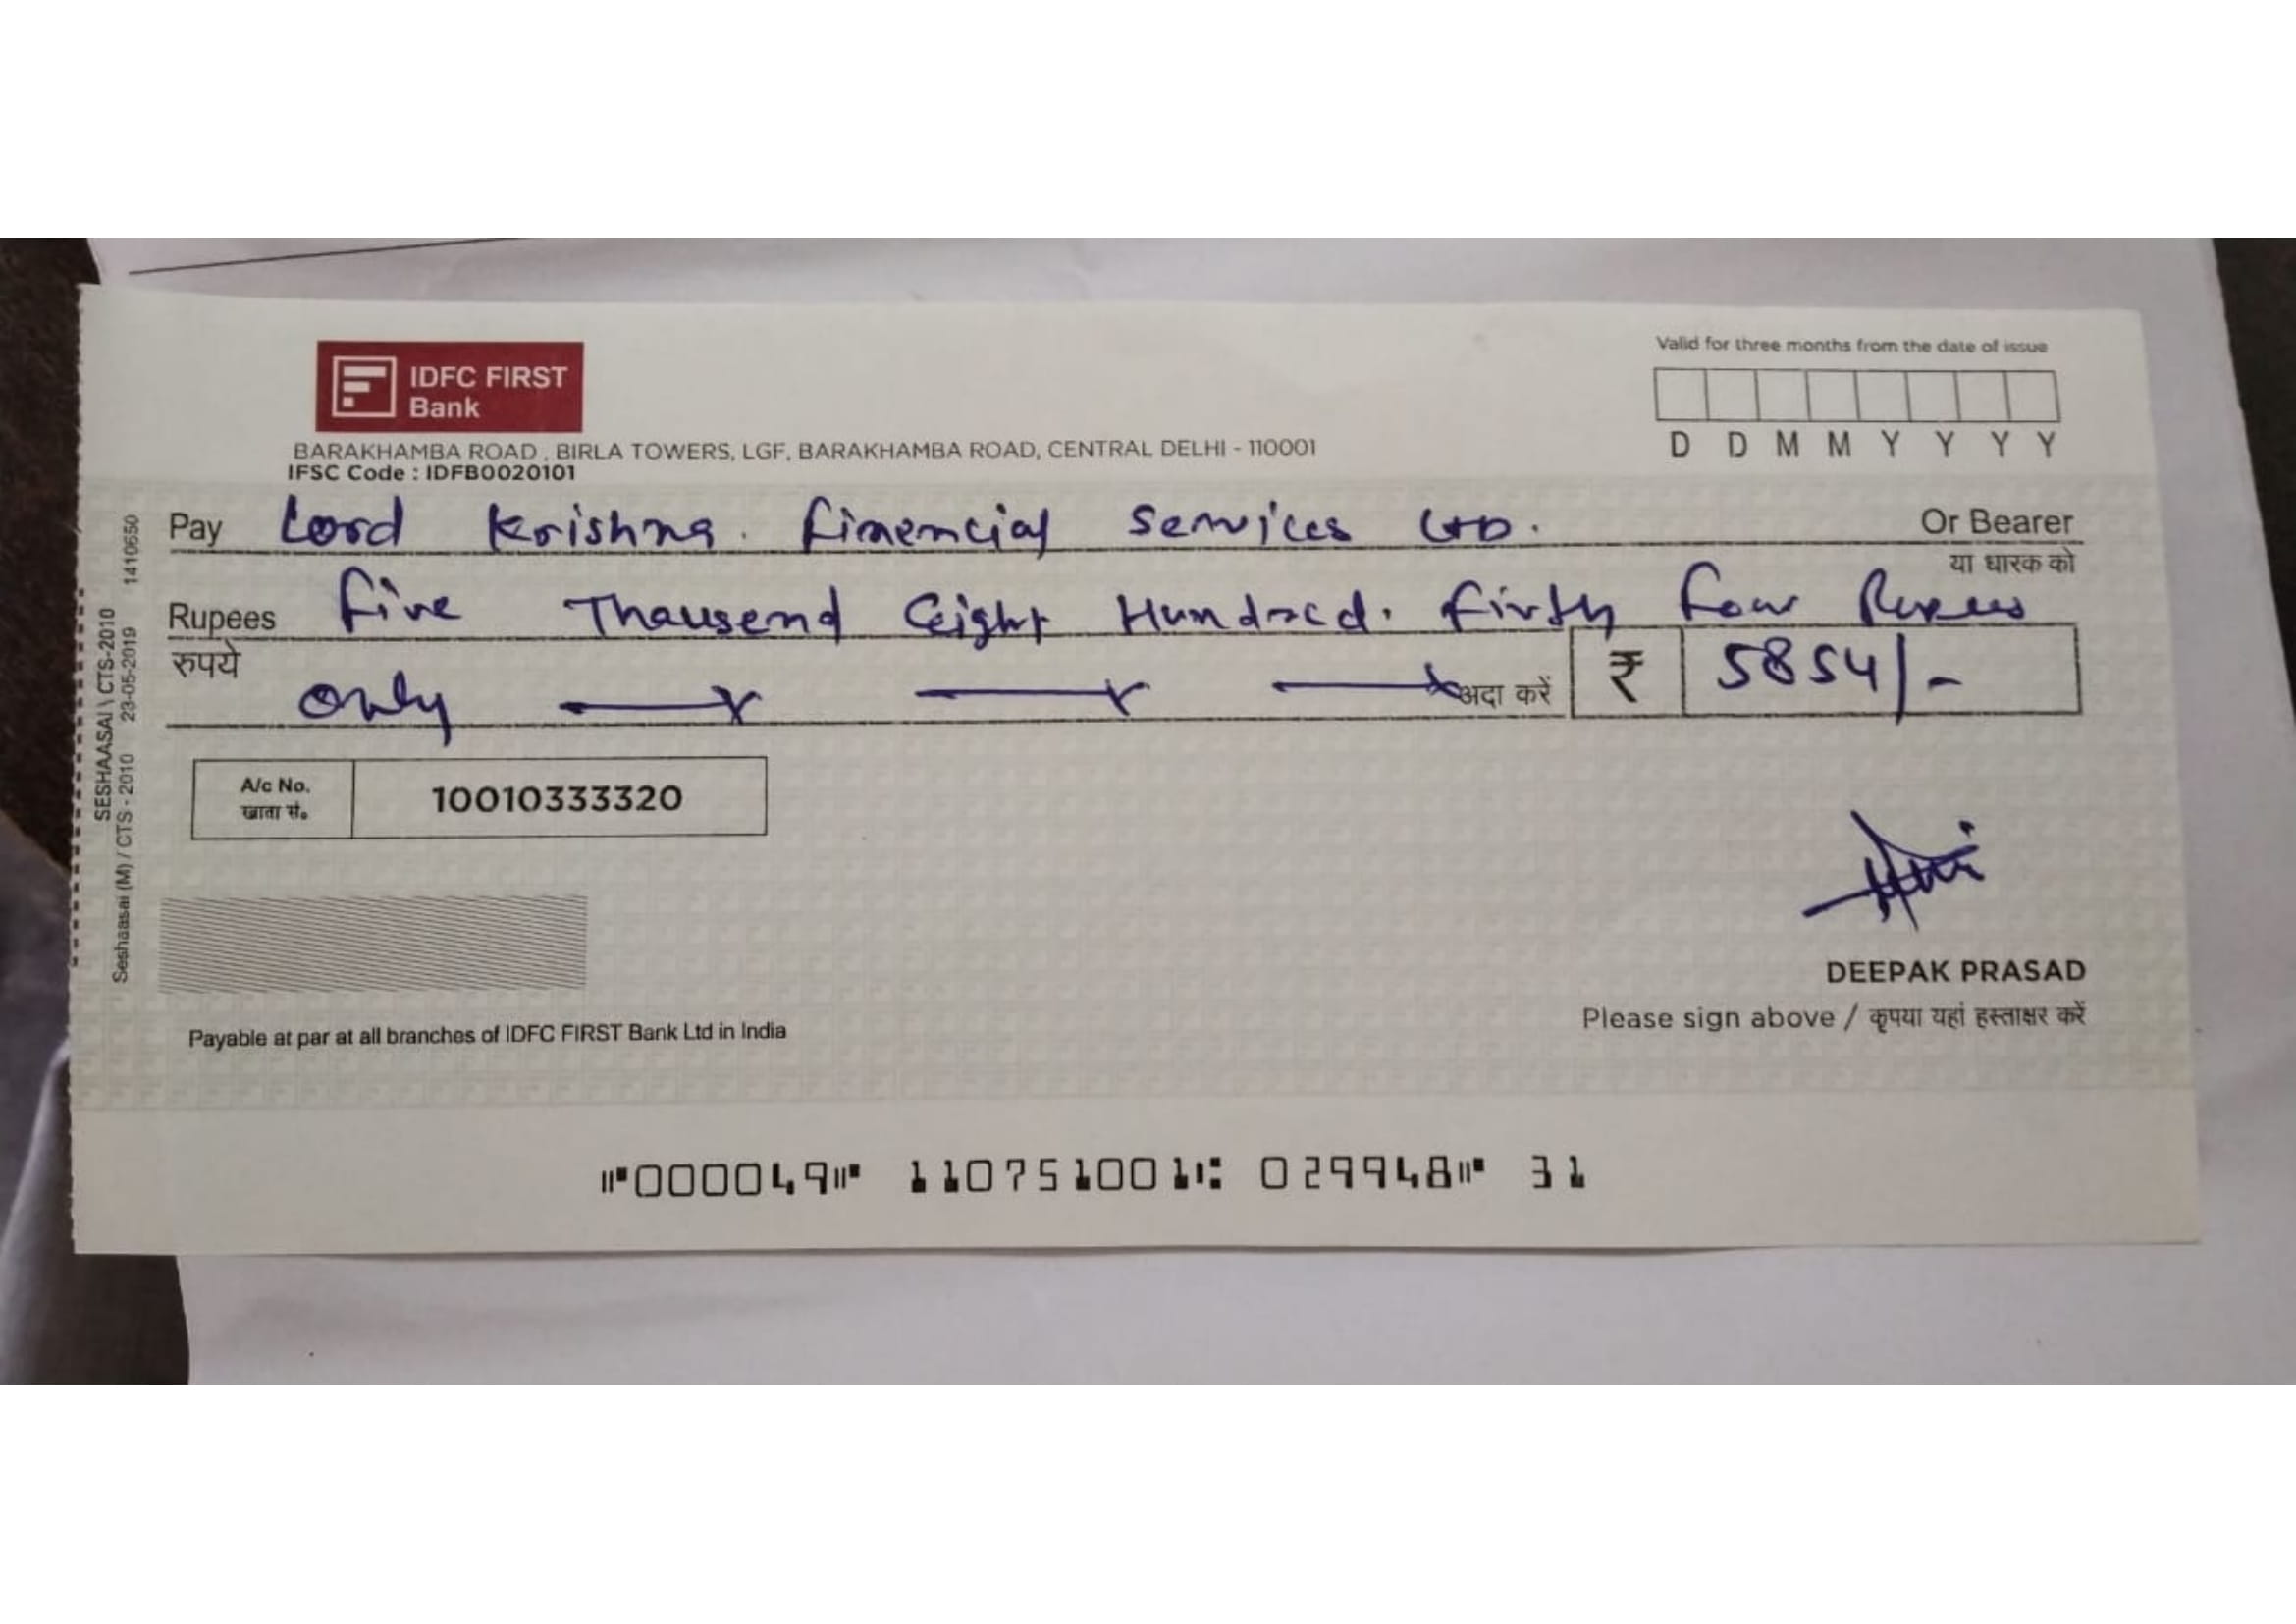 IDFC FIRST
Bank
BARAKHAMBA ROAD , BIRLA TOWERS, LGF, BARAKHAMBA ROAD, CENTRAL DELHI - 110001
IFSC Code : IDFB0020101
Valid for three months from the date of issue
D D M M Y Y Y Y
Pay Lord Krishna. Finencial Services LTD. Or Bearer
या धारक को
Rupees Five Thausend Eight Hundred. Firty Four Rupees
रुपये only अदा करें ₹ 5854/-
A/c No. 10010333320
खाता सं०
SESHAASAI \ CTS-2010
Seshaasai (M) / CTS - 2010 23-05-2019 1410650
DEEPAK PRASAD
Please sign above / कृपया यहां हस्ताक्षर करें
Payable at par at all branches of IDFC FIRST Bank Ltd in India
⑈000049⑈ 110751001⑆ 029948⑈ 31